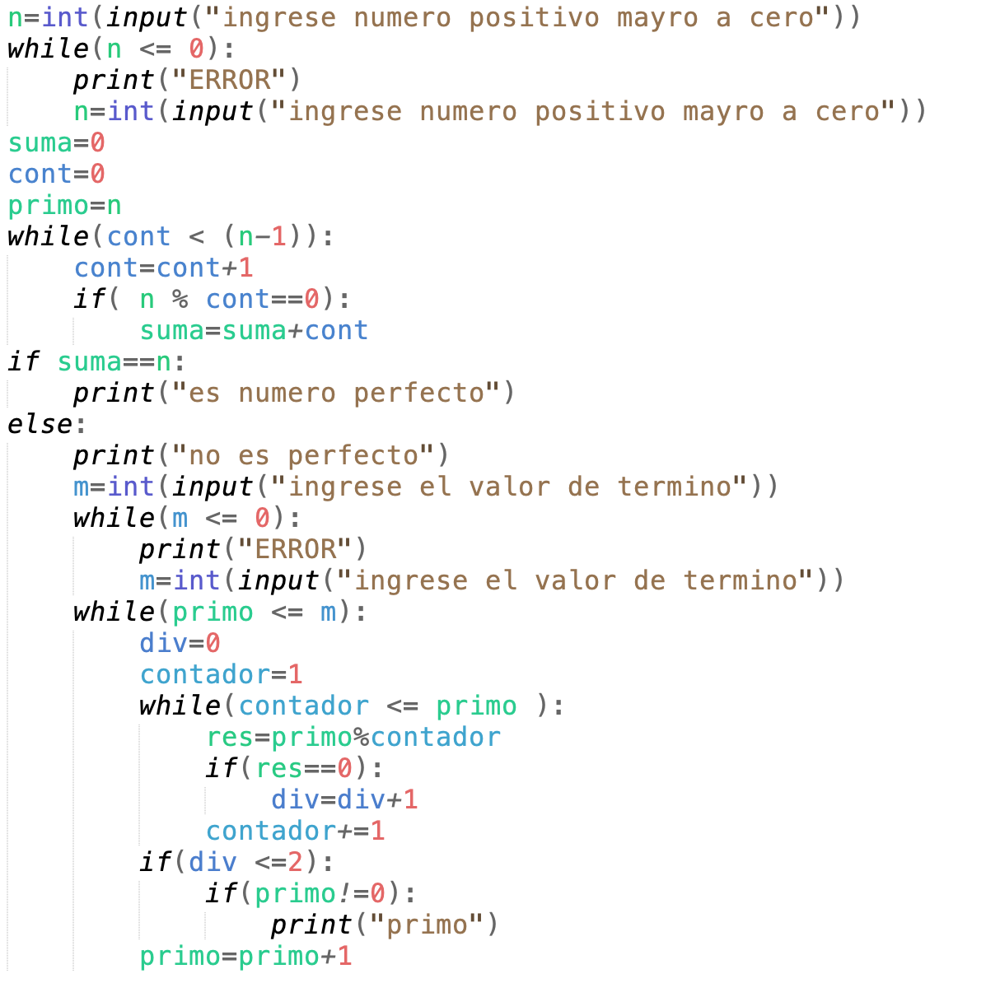 n=int(input("ingrese numero positivo mayro a cero"))
while(n <= 0):
    print("ERROR")
    n=int(input("ingrese numero positivo mayro a cero"))
suma=0
cont=0
primo=n
while(cont < (n-1)):
    cont=cont+1
    if( n % cont==0):
        suma=suma+cont
if suma==n:
    print("es numero perfecto")
else:
    print("no es perfecto")
    m=int(input("ingrese el valor de termino"))
    while(m <= 0):
        print("ERROR")
        m=int(input("ingrese el valor de termino"))
    while(primo <= m):
        div=0
        contador=1
        while(contador <= primo ):
            res=primo%contador
            if(res==0):
                div=div+1
            contador+=1
        if(div <=2):
            if(primo!=0):
                print("primo")
        primo=primo+1